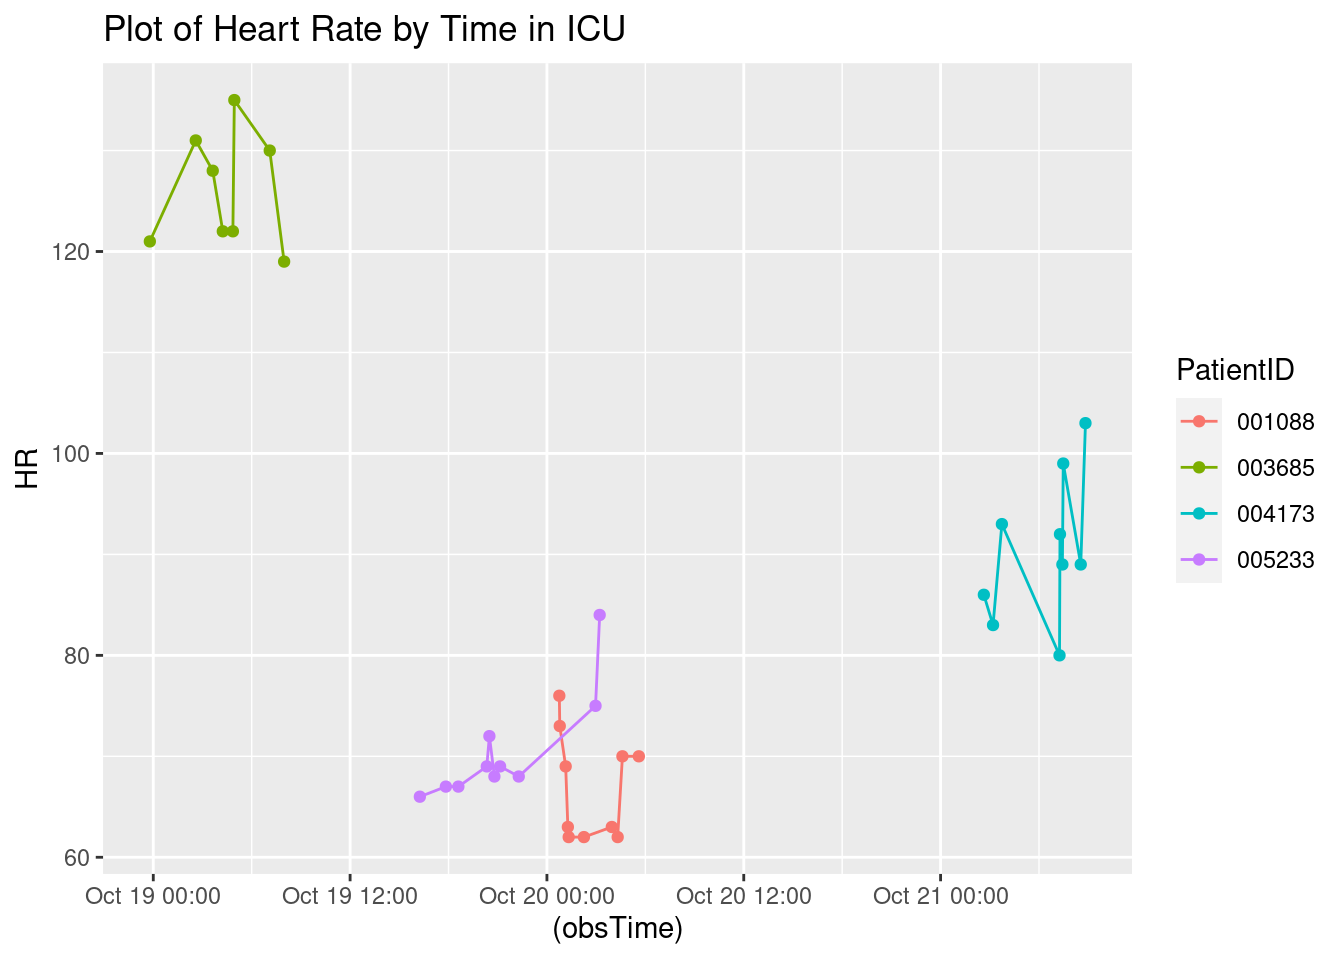 Plot of Heart Rate by Time in ICU
HR
120
100
80
60
Oct 19 00:00
Oct 19 12:00
Oct 20 00:00
Oct 20 12:00
Oct 21 00:00
(obsTime)
PatientID
001088
003685
004173
005233